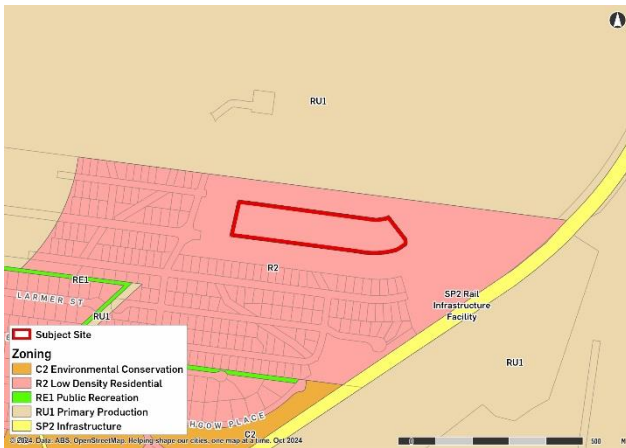 RU1
RE1
R2
LARMER ST
RU1
SP2 Rail
Infrastructure
Facility
RU1
Subject Site
Zoning
C2 Environmental Conservation
R2 Low Density Residential
RE1 Public Recreation
RU1 Primary Production
SP2 Infrastructure
GOW PLACE
C2
© 2024. Data: ABS, OpenStreetMap. Helping shape our cities, one map at a time. Oct 2024
0
500
M